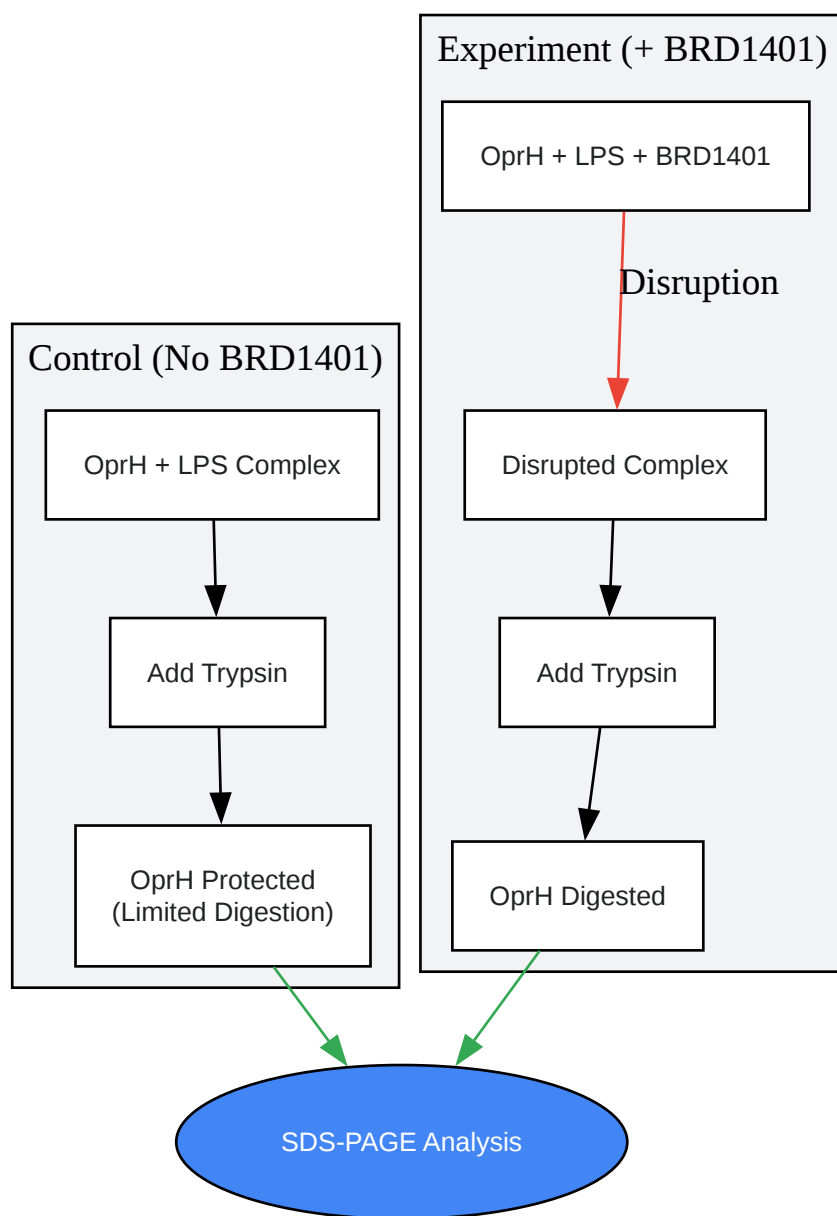 Experiment (+ BRD1401)
OprH + LPS + BRD1401
Disruption
Disrupted Complex
Add Trypsin
OprH Digested
Control (No BRD1401)
OprH + LPS Complex
Add Trypsin
OprH Protected
(Limited Digestion)
SDS-PAGE Analysis